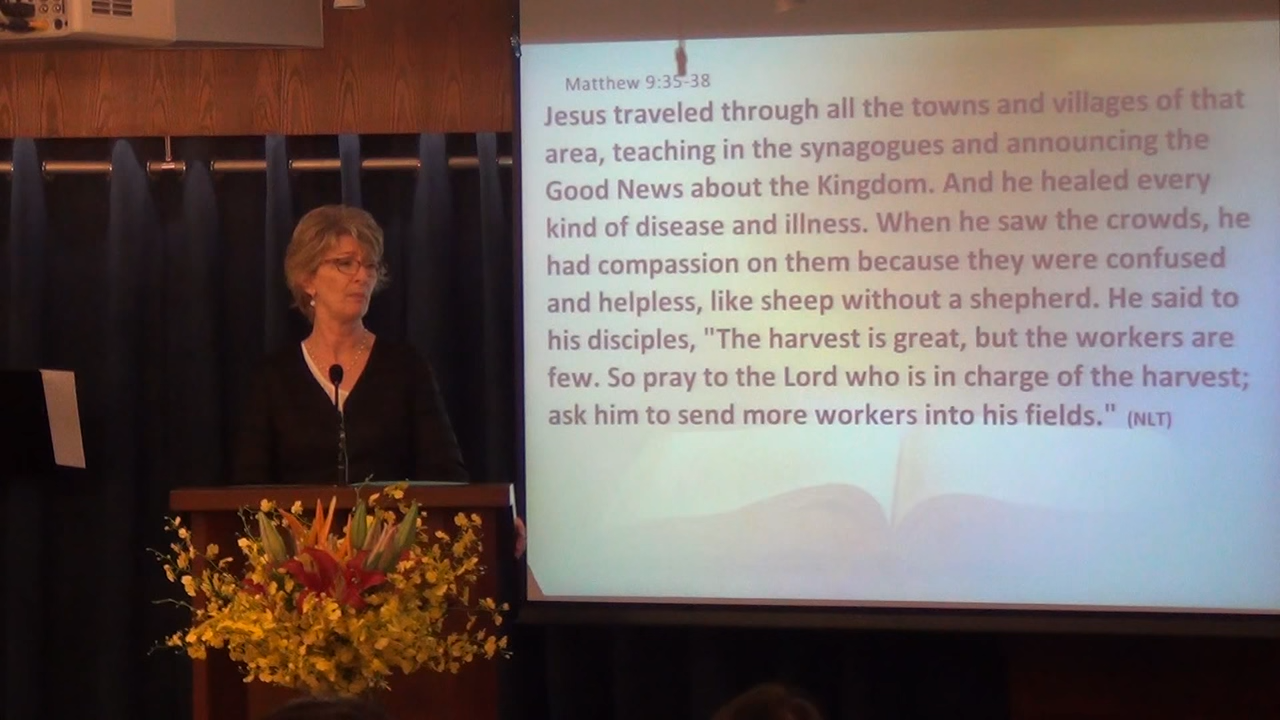 Matthew 9:35-38
Jesus traveled through all the towns and villages of that
area, teaching in the synagogues and announcing the
Good News about the Kingdom. And he healed every
kind of disease and illness. When he saw the crowds, he
had compassion on them because they were confused
and helpless, like sheep without a shepherd. He said to
his disciples, "The harvest is great, but the workers are
few. So pray to the Lord who is in charge of the harvest;
ask him to send more workers into his fields." (NLT)